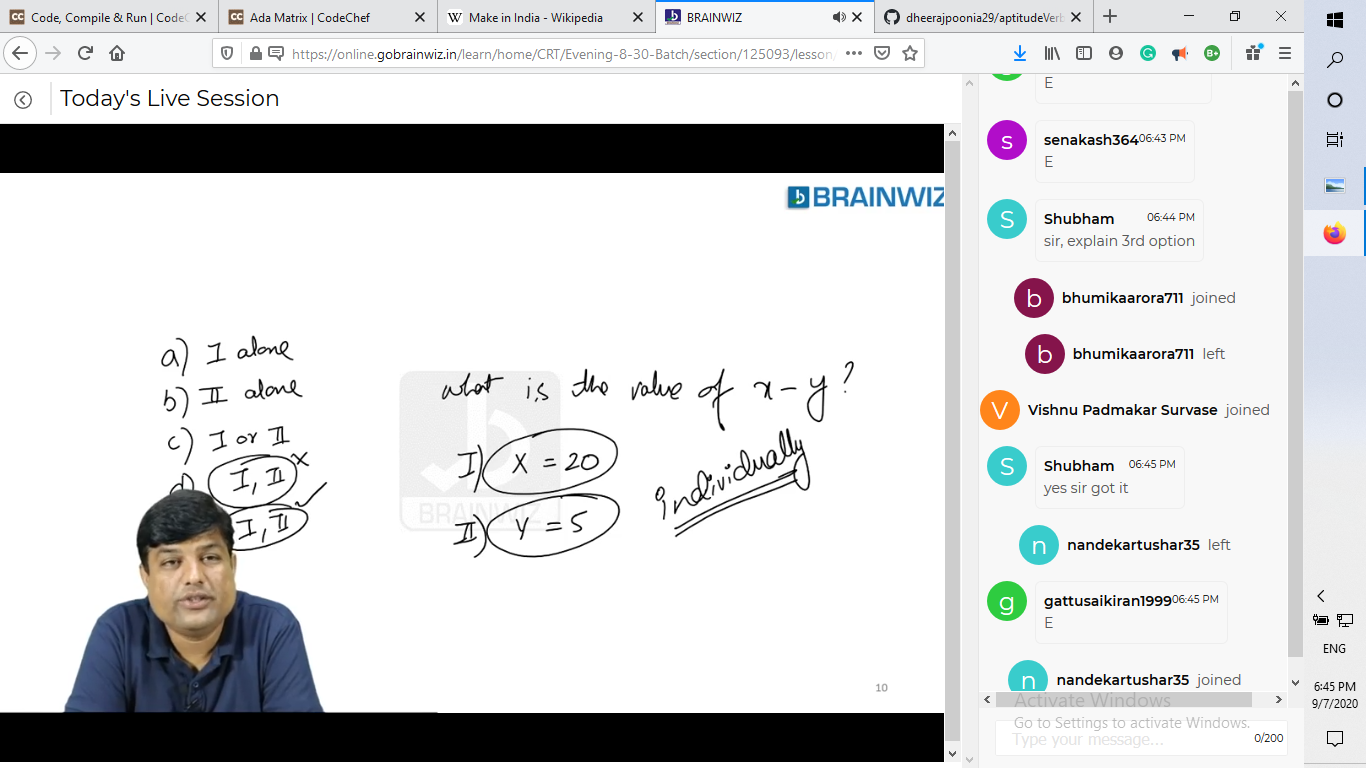 Code, Compile & Run | CodeC
Ada Matrix | CodeChef
Make in India - Wikipedia
BRAINWIZ
dheerajpoonia29/aptitudeVerb
https://online.gobrainwiz.in/learn/home/CRT/Evening-8-30-Batch/section/125093/lesson
Today's Live Session
BRAINWIZ
a) I alone
b) II alone
c) I or II
d) I, II x
I, II ✓
what is the value of x - y ?
I) X = 20
II) Y = 5
individually
BRAINWIZ
10
E
senakash364 06:43 PM
E
Shubham 06:44 PM
sir, explain 3rd option
bhumikaarora711 joined
bhumikaarora711 left
Vishnu Padmakar Survase joined
Shubham 06:45 PM
yes sir got it
nandekartushar35 left
gattusaikiran1999 06:45 PM
E
nandekartushar35 joined
Activate Windows
Go to Settings to activate Windows.
Type your message...
0/200
ENG
6:45 PM
9/7/2020